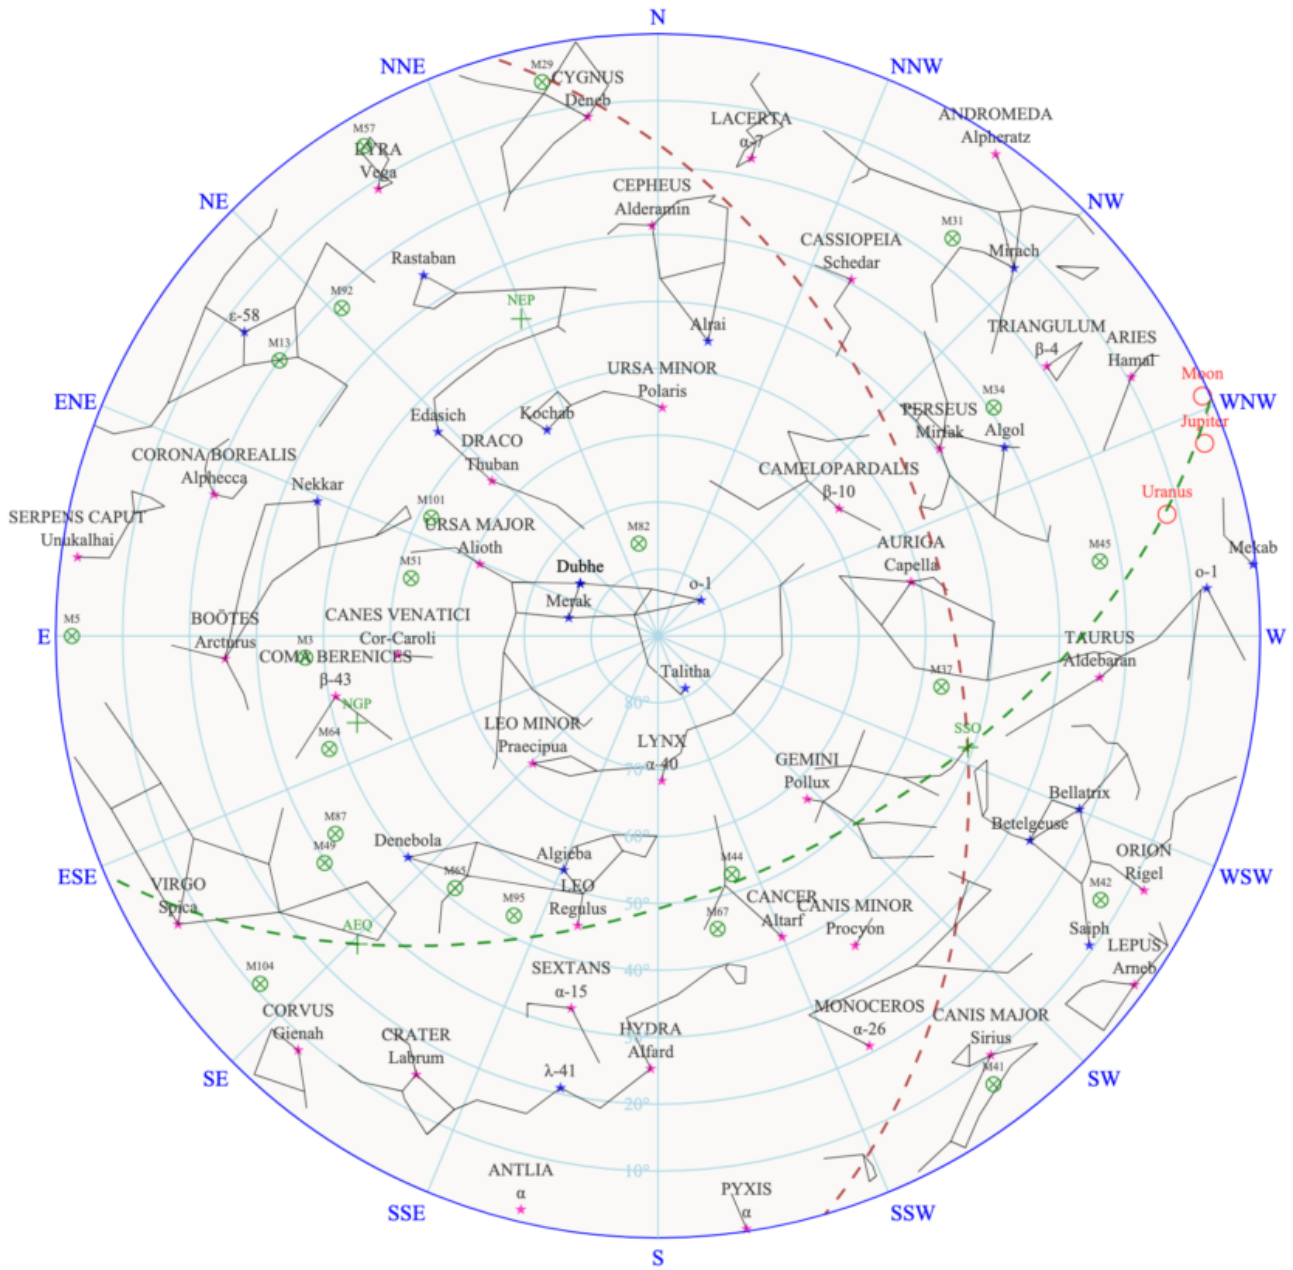 N
NNE
NNW
M29
CYGNUS
Deneb
LACERTA
α-7
ANDROMEDA
Alpheratz
M57
LYRA
Vega
NE
NW
CEPHEUS
Alderamin
M31
CASSIOPEIA
Schedar
Mirach
Rastaban
M92
NEP
ε-58
M13
Alrai
TRIANGULUM
β-4
ARIES
Hamal
URSA MINOR
Polaris
Moon
ENE
WNW
Edasich
Kochab
M34
PERSEUS
Mirfak
Algol
Jupiter
DRACO
Thuban
CORONA BOREALIS
Alphecca
Nekkar
CAMELOPARDALIS
β-10
Uranus
M101
SERPENS CAPUT
Unukalhai
URSA MAJOR
Alioth
M82
AURIGA
Capella
M45
Mekab
M51
Dubhe
Merak
ο-1
ο-1
M5
E
BOÖTES
Arcturus
M3
CANES VENATICI
Cor-Caroli
W
TAURUS
Aldebaran
COMA BERENICES
β-43
Talitha
M37
NGP
80°
SSO
M64
LEO MINOR
Praecipua
LYNX
α-40
70°
GEMINI
Pollux
Bellatrix
Betelgeuse
M87
M49
Denebola
60°
ORION
Rigel
ESE
WSW
VIRGO
Spica
M65
Algieba
LEO
Regulus
M44
M42
M95
50°
CANCER
Altarf
CANIS MINOR
Procyon
AEQ
M67
Saiph
LEPUS
Arneb
M104
SEXTANS
α-15
40°
CORVUS
Gienah
CRATER
Labrum
30°
HYDRA
Alfard
MONOCEROS
α-26
CANIS MAJOR
Sirius
SE
λ-41
M41
SW
20°
10°
ANTLIA
α
PYXIS
α
SSE
SSW
S